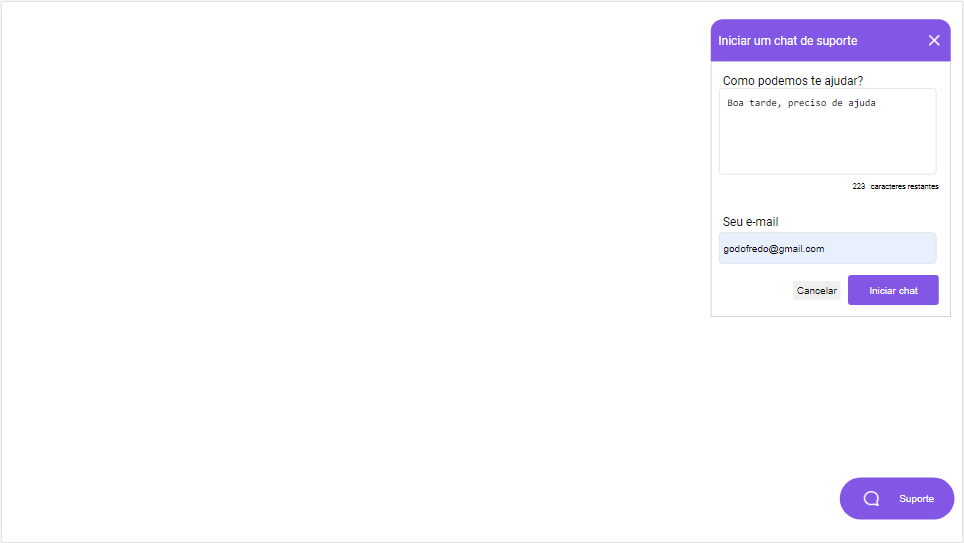 Iniciar um chat de suporte
Como podemos te ajudar?
Boa tarde, preciso de ajuda
223 caracteres restantes
Seu e-mail
godofredo@gmail.com
Cancelar
Iniciar chat
Suporte